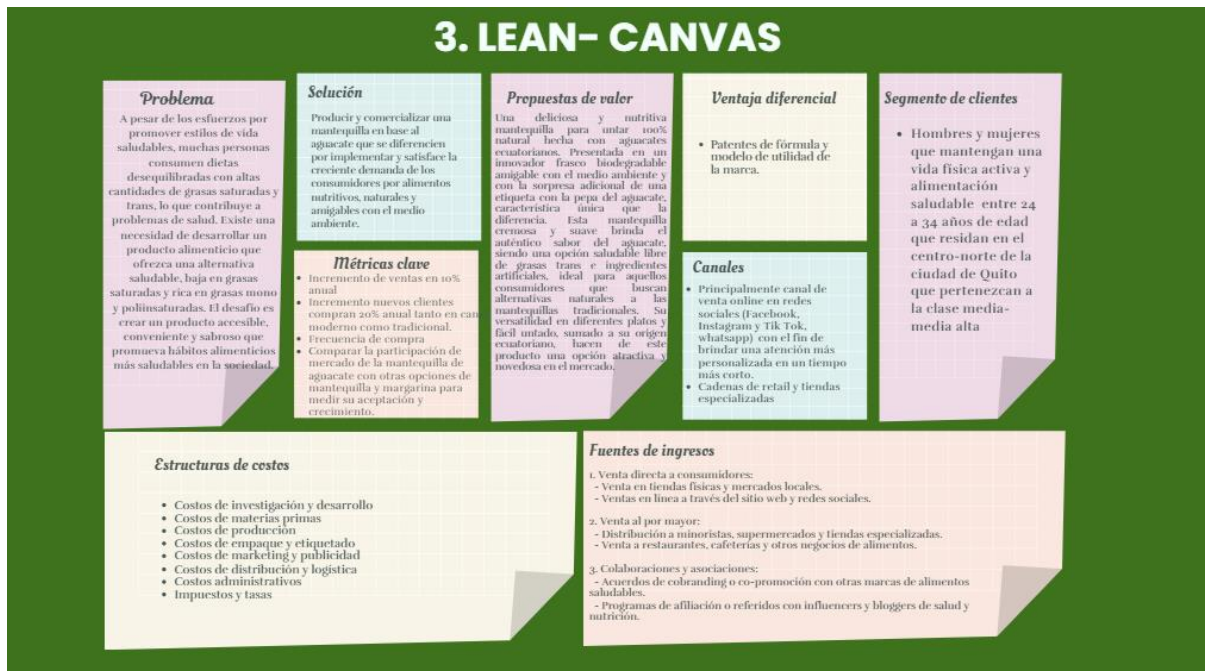 3. LEAN- CANVAS
Problema
A pesar de los esfuerzos por
promover estilos de vida
saludables, muchas personas
consumen dietas
desequilibradas con altas
cantidades de grasas saturadas y
trans, lo que contribuye a
problemas de salud. Existe una
necesidad de desarrollar un
producto alimenticio que
ofrezca una alternativa
saludable, baja en grasas
saturadas y rica en grasas mono
y poliinsaturadas. El desafío es
crear un producto accesible,
conveniente y sabroso que
promueva hábitos alimenticios
más saludables en la sociedad.
Solución
Producir y comercializar una
mantequilla en base al
aguacate que se diferencien
por implementar y satisface la
creciente demanda de los
consumidores por alimentos
nutritivos, naturales y
amigables con el medio
ambiente.
Métricas clave
• Incremento de ventas en 10%
anual
• Incremento nuevos clientes
compran 20% anual tanto en can
moderno como tradicional.
• Frecuencia de compra
• Comparar la participación de
mercado de la mantequilla de
aguacate con otras opciones de
mantequilla y margarina para
medir su aceptación y
crecimiento.
Propuestas de valor
Una deliciosa y nutritiva
mantequilla para untar 100%
natural hecha con aguacates
ecuatorianos. Presentada en un
innovador frasco biodegradable
amigable con el medio ambiente y
con la sorpresa adicional de una
etiqueta con la pepa del aguacate,
característica única que la
diferencia. Esta mantequilla
cremosa y suave brinda el
auténtico sabor del aguacate,
siendo una opción saludable libre
de grasas trans e ingredientes
artificiales, ideal para aquellos
consumidores que buscan
alternativas naturales a las
mantequillas tradicionales. Su
versatilidad en diferentes platos y
fácil untado, sumado a su origen
ecuatoriano, hacen de este
producto una opción atractiva y
novedosa en el mercado.
Ventaja diferencial
• Patentes de fórmula y
modelo de utilidad de
la marca.
Canales
• Principalmente canal de
venta online en redes
sociales (Facebook,
Instagram y Tik Tok,
whatsapp) con el fin de
brindar una atención más
personalizada en un tiempo
más corto.
• Cadenas de retail y tiendas
especializadas
Segmento de clientes
• Hombres y mujeres
que mantengan una
vida física activa y
alimentación
saludable entre 24
a 34 años de edad
que residan en el
centro-norte de la
ciudad de Quito
que pertenezcan a
la clase media-
media alta
Estructuras de costos
• Costos de investigación y desarrollo
• Costos de materias primas
• Costos de producción
• Costos de empaque y etiquetado
• Costos de marketing y publicidad
• Costos de distribución y logística
• Costos administrativos
• Impuestos y tasas
Fuentes de ingresos
1. Venta directa a consumidores:
- Venta en tiendas físicas y mercados locales.
- Ventas en línea a través del sitio web y redes sociales.
2. Venta al por mayor:
- Distribución a minoristas, supermercados y tiendas especializadas.
- Venta a restaurantes, cafeterías y otros negocios de alimentos.
3. Colaboraciones y asociaciones:
- Acuerdos de cobranding o co-promoción con otras marcas de alimentos
saludables.
- Programas de afiliación o referidos con influencers y bloggers de salud y
nutrición.